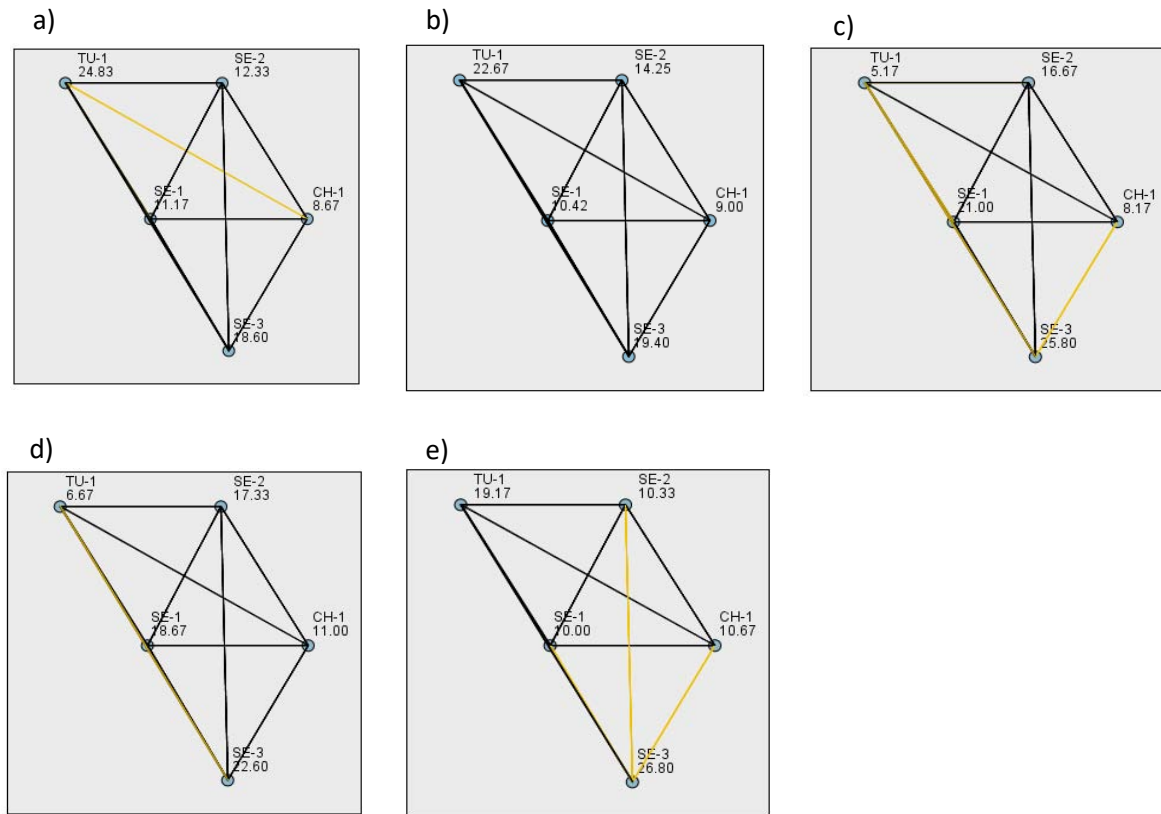 a)
TU-1
24.83
SE-2
12.33
SE-1
11.17
CH-1
8.67
SE-3
18.60
b)
TU-1
22.67
SE-2
14.25
SE-1
10.42
CH-1
9.00
SE-3
19.40
c)
TU-1
5.17
SE-2
16.67
SE-1
21.00
CH-1
8.17
SE-3
25.80
d)
TU-1
6.67
SE-2
17.33
SE-1
18.67
CH-1
11.00
SE-3
22.60
e)
TU-1
19.17
SE-2
10.33
SE-1
10.00
CH-1
10.67
SE-3
26.80